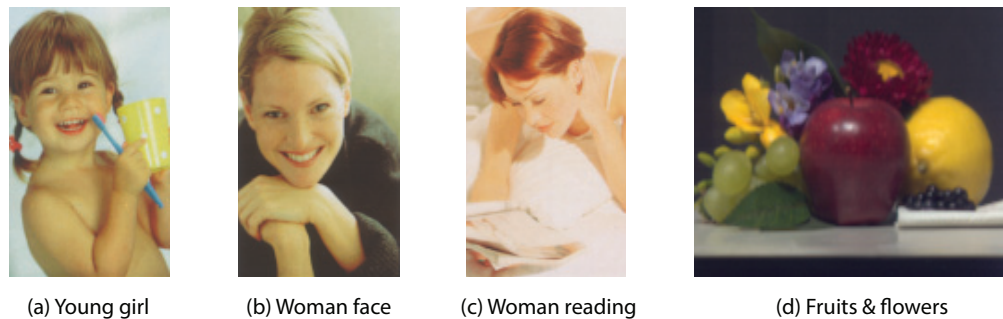 (a) Young girl
(b) Woman face
(c) Woman reading
(d) Fruits & flowers